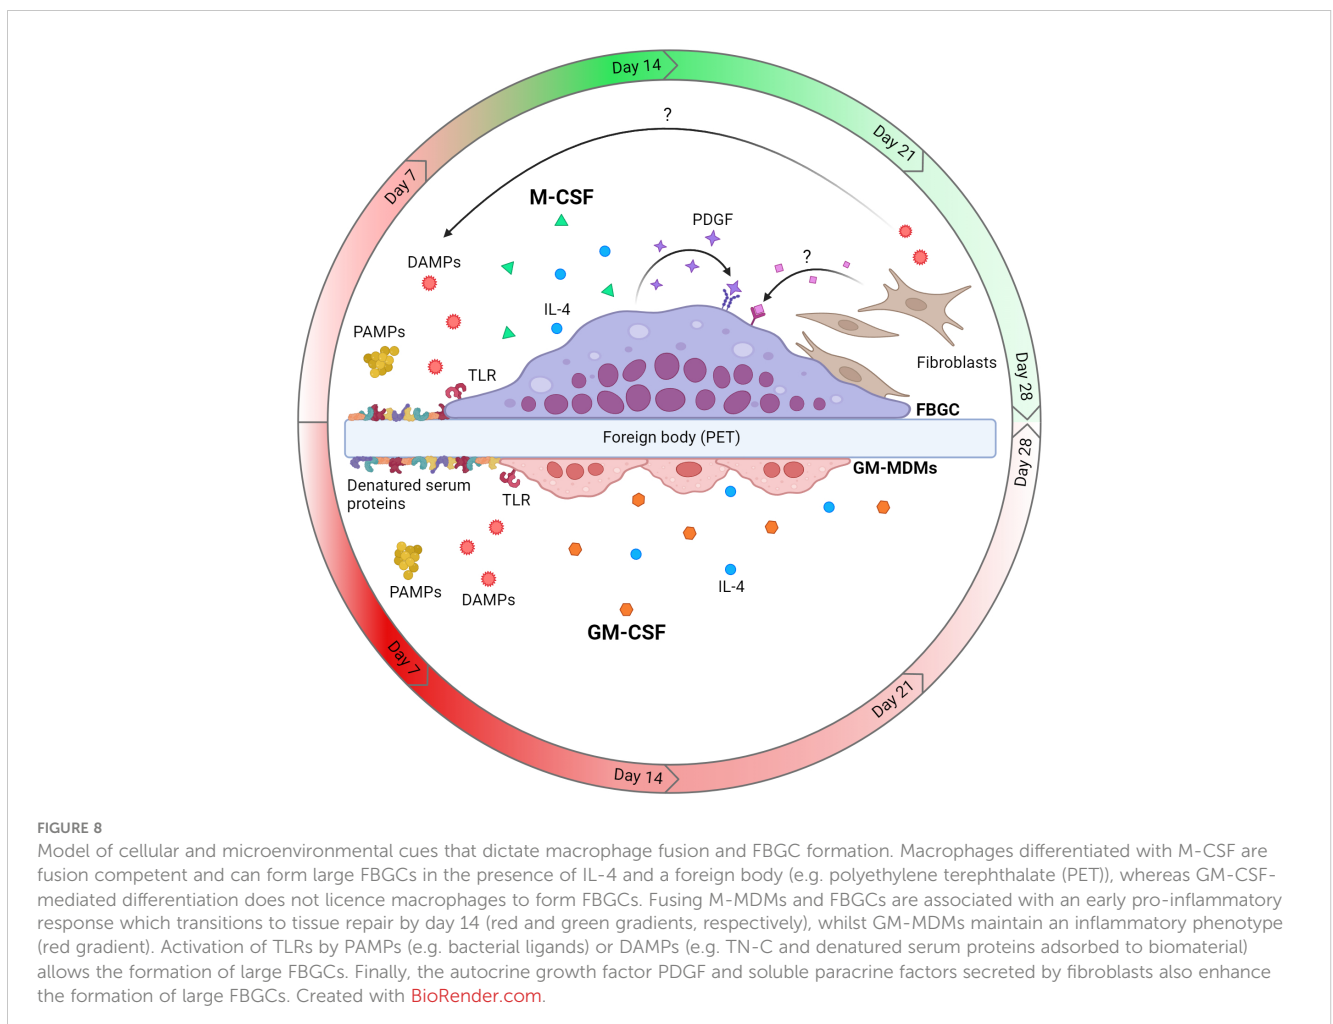 Day 14
?
Day 21
Day 7
M-CSF
PDGF
?
DAMPs
IL-4
PAMPs
TLR
Fibroblasts
Day 28
FBGC
Foreign body (PET)
GM-MDMs
Day 28
Denatured serum
proteins
TLR
PAMPs
DAMPs
IL-4
GM-CSF
Day 7
Day 21
Day 14
FIGURE 8
Model of cellular and microenvironmental cues that dictate macrophage fusion and FBGC formation. Macrophages differentiated with M-CSF are
fusion competent and can form large FBGCs in the presence of IL-4 and a foreign body (e.g. polyethylene terephthalate (PET)), whereas GM-CSF-
mediated differentiation does not licence macrophages to form FBGCs. Fusing M-MDMs and FBGCs are associated with an early pro-inflammatory
response which transitions to tissue repair by day 14 (red and green gradients, respectively), whilst GM-MDMs maintain an inflammatory phenotype
(red gradient). Activation of TLRs by PAMPs (e.g. bacterial ligands) or DAMPs (e.g. TN-C and denatured serum proteins adsorbed to biomaterial)
allows the formation of large FBGCs. Finally, the autocrine growth factor PDGF and soluble paracrine factors secreted by fibroblasts also enhance
the formation of large FBGCs. Created with BioRender.com.